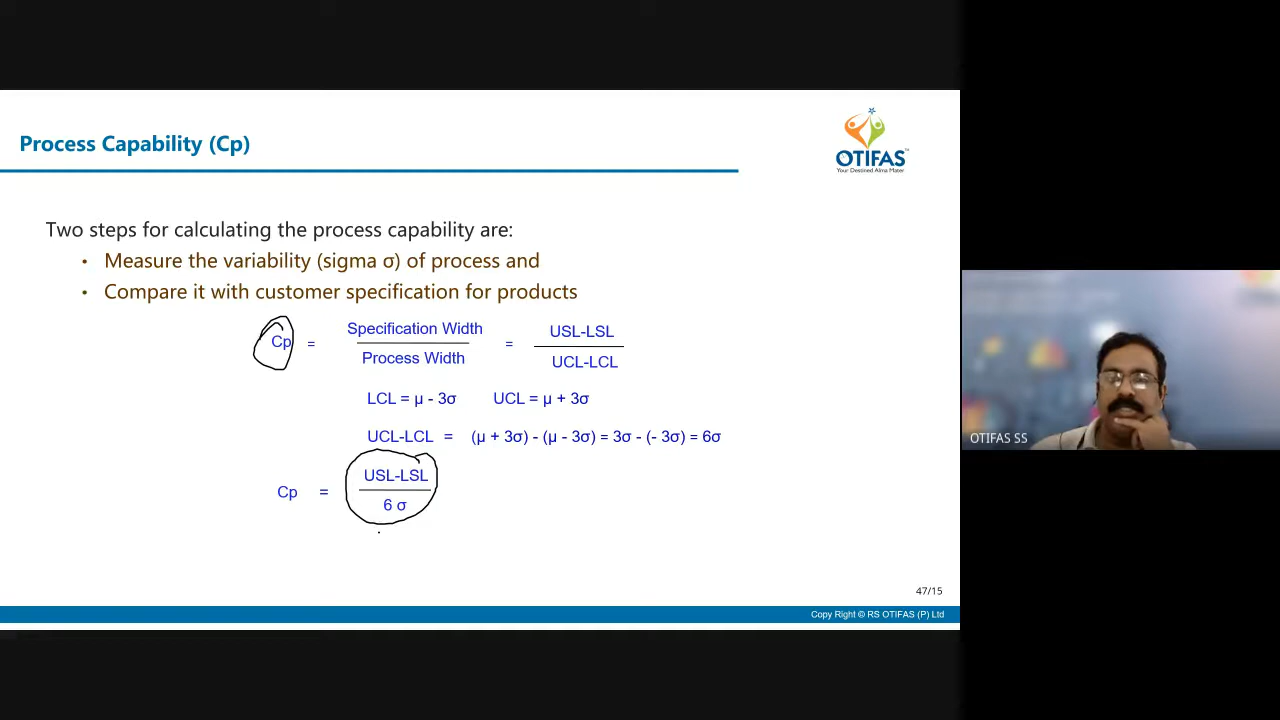 Process Capability (Cp)
OTIFAS
Your Destined Alma Mater
Two steps for calculating the process capability are:
• Measure the variability (sigma σ) of process and
• Compare it with customer specification for products
Cp = Specification Width / Process Width = USL-LSL / UCL-LCL
LCL = μ - 3σ UCL = μ + 3σ
UCL-LCL = (μ + 3σ) - (μ - 3σ) = 3σ - (- 3σ) = 6σ
Cp = USL-LSL / 6 σ
OTIFAS SS
47/15
Copy Right © RS OTIFAS (P) Ltd